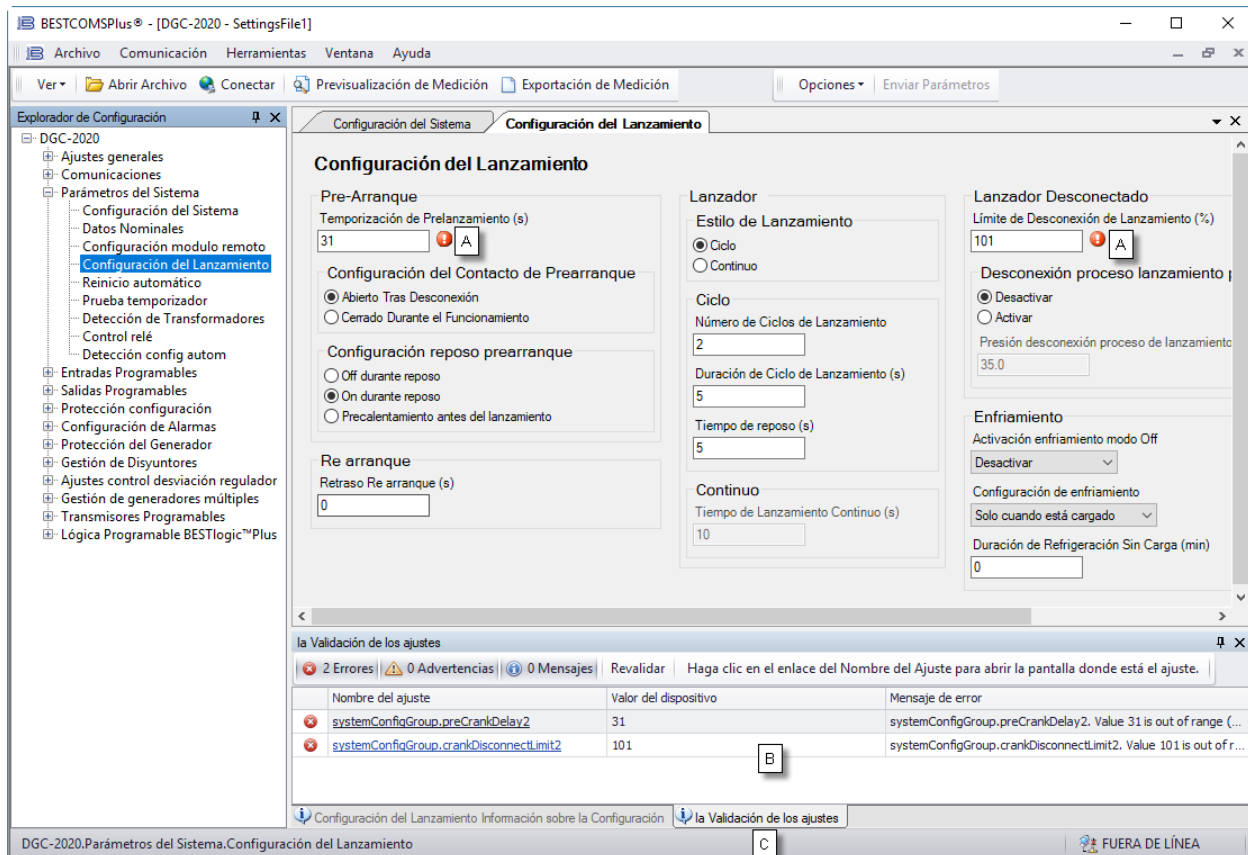 BESTCOMSPlus® - [DGC-2020 - SettingsFile1]
Archivo Comunicación Herramientas Ventana Ayuda
Ver Abrir Archivo Conectar Previsualización de Medición Exportación de Medición Opciones Enviar Parámetros
Explorador de Configuración
DGC-2020
Ajustes generales
Comunicaciones
Parámetros del Sistema
Configuración del Sistema
Datos Nominales
Configuración modulo remoto
Configuración del Lanzamiento
Reinicio automático
Prueba temporizador
Detección de Transformadores
Control relé
Detección config autom
Entradas Programables
Salidas Programables
Protección configuración
Configuración de Alarmas
Protección del Generador
Gestión de Disyuntores
Ajustes control desviación regulador
Gestión de generadores múltiples
Transmisores Programables
Lógica Programable BESTlogic™Plus
Configuración del Sistema Configuración del Lanzamiento
Configuración del Lanzamiento
Pre-Arranque
Temporización de Prelanzamiento (s)
31 A
Configuración del Contacto de Prearranque
Abierto Tras Desconexión
Cerrado Durante el Funcionamiento
Configuración reposo prearranque
Off durante reposo
On durante reposo
Precalentamiento antes del lanzamiento
Re arranque
Retraso Re arranque (s)
0
Lanzador
Estilo de Lanzamiento
Ciclo
Continuo
Ciclo
Número de Ciclos de Lanzamiento
2
Duración de Ciclo de Lanzamiento (s)
5
Tiempo de reposo (s)
5
Continuo
Tiempo de Lanzamiento Continuo (s)
10
Lanzador Desconectado
Límite de Desconexión de Lanzamiento (%)
101 A
Desconexión proceso lanzamiento p
Desactivar
Activar
Presión desconexión proceso de lanzamiento
35.0
Enfriamiento
Activación enfriamiento modo Off
Desactivar
Configuración de enfriamiento
Solo cuando está cargado
Duración de Refrigeración Sin Carga (min)
0
la Validación de los ajustes
2 Errores 0 Advertencias 0 Mensajes Revalidar Haga clic en el enlace del Nombre del Ajuste para abrir la pantalla donde está el ajuste.
Nombre del ajuste Valor del dispositivo Mensaje de error
systemConfigGroup.preCrankDelay2 31 systemConfigGroup.preCrankDelay2. Value 31 is out of range (...
systemConfigGroup.crankDisconnectLimit2 101 systemConfigGroup.crankDisconnectLimit2. Value 101 is out of r...
B
Configuración del Lanzamiento Información sobre la Configuración la Validación de los ajustes
DGC-2020.Parámetros del Sistema.Configuración del Lanzamiento C FUERA DE LÍNEA